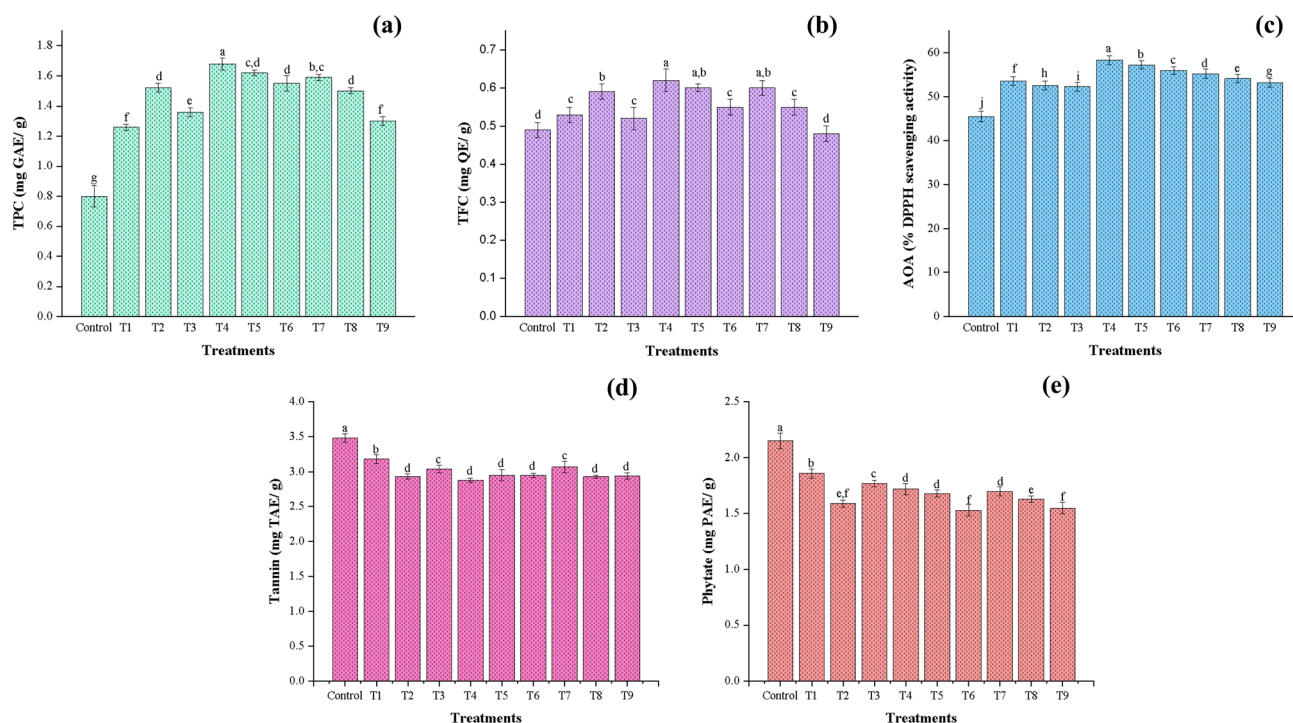 (a)
TPC (mg GAE/ g)
1.8
1.6
1.4
1.2
1.0
0.8
0.6
0.4
0.2
0.0
g
f
d
e
a
c,d
d
b,c
d
f
Control T1 T2 T3 T4 T5 T6 T7 T8 T9
Treatments
(b)
TFC (mg QE/ g)
0.7
0.6
0.5
0.4
0.3
0.2
0.1
0.0
d
c
b
c
a
a,b
c
a,b
c
d
Control T1 T2 T3 T4 T5 T6 T7 T8 T9
Treatments
(c)
AOA (% DPPH scavenging activity)
60
50
40
30
20
10
0
j
f
h
i
a
b
c
d
e
g
Control T1 T2 T3 T4 T5 T6 T7 T8 T9
Treatments
(d)
Tannin (mg TAE/ g)
4.0
3.5
3.0
2.5
2.0
1.5
1.0
0.5
0.0
a
b
d
c
d
d
d
c
d
d
Control T1 T2 T3 T4 T5 T6 T7 T8 T9
Treatments
(e)
Phytate (mg PAE/ g)
2.5
2.0
1.5
1.0
0.5
0.0
a
b
e,f
c
d
d
f
d
e
f
Control T1 T2 T3 T4 T5 T6 T7 T8 T9
Treatments